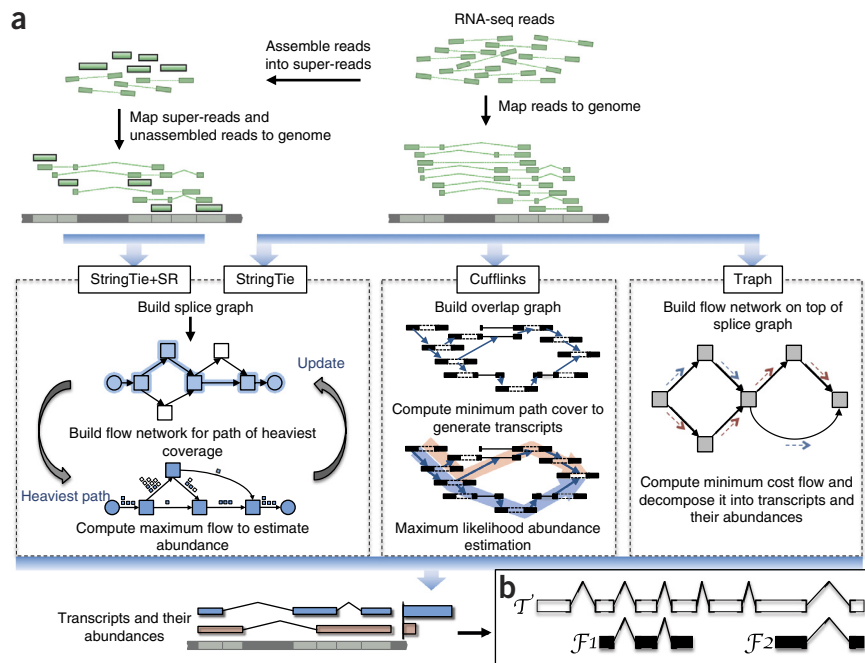 a
RNA-seq reads
Assemble reads
into super-reads
Map super-reads and
unassembled reads to genome
Map reads to genome
StringTie+SR
StringTie
Cufflinks
Traph
Build splice graph
Update
Build flow network for path of heaviest
coverage
Heaviest path
Compute maximum flow to estimate
abundance
Build overlap graph
Compute minimum path cover to
generate transcripts
Maximum likelihood abundance
estimation
Build flow network on top of
splice graph
Compute minimum cost flow and
decompose it into transcripts and
their abundances
Transcripts and their
abundances
b
T
F1
F2